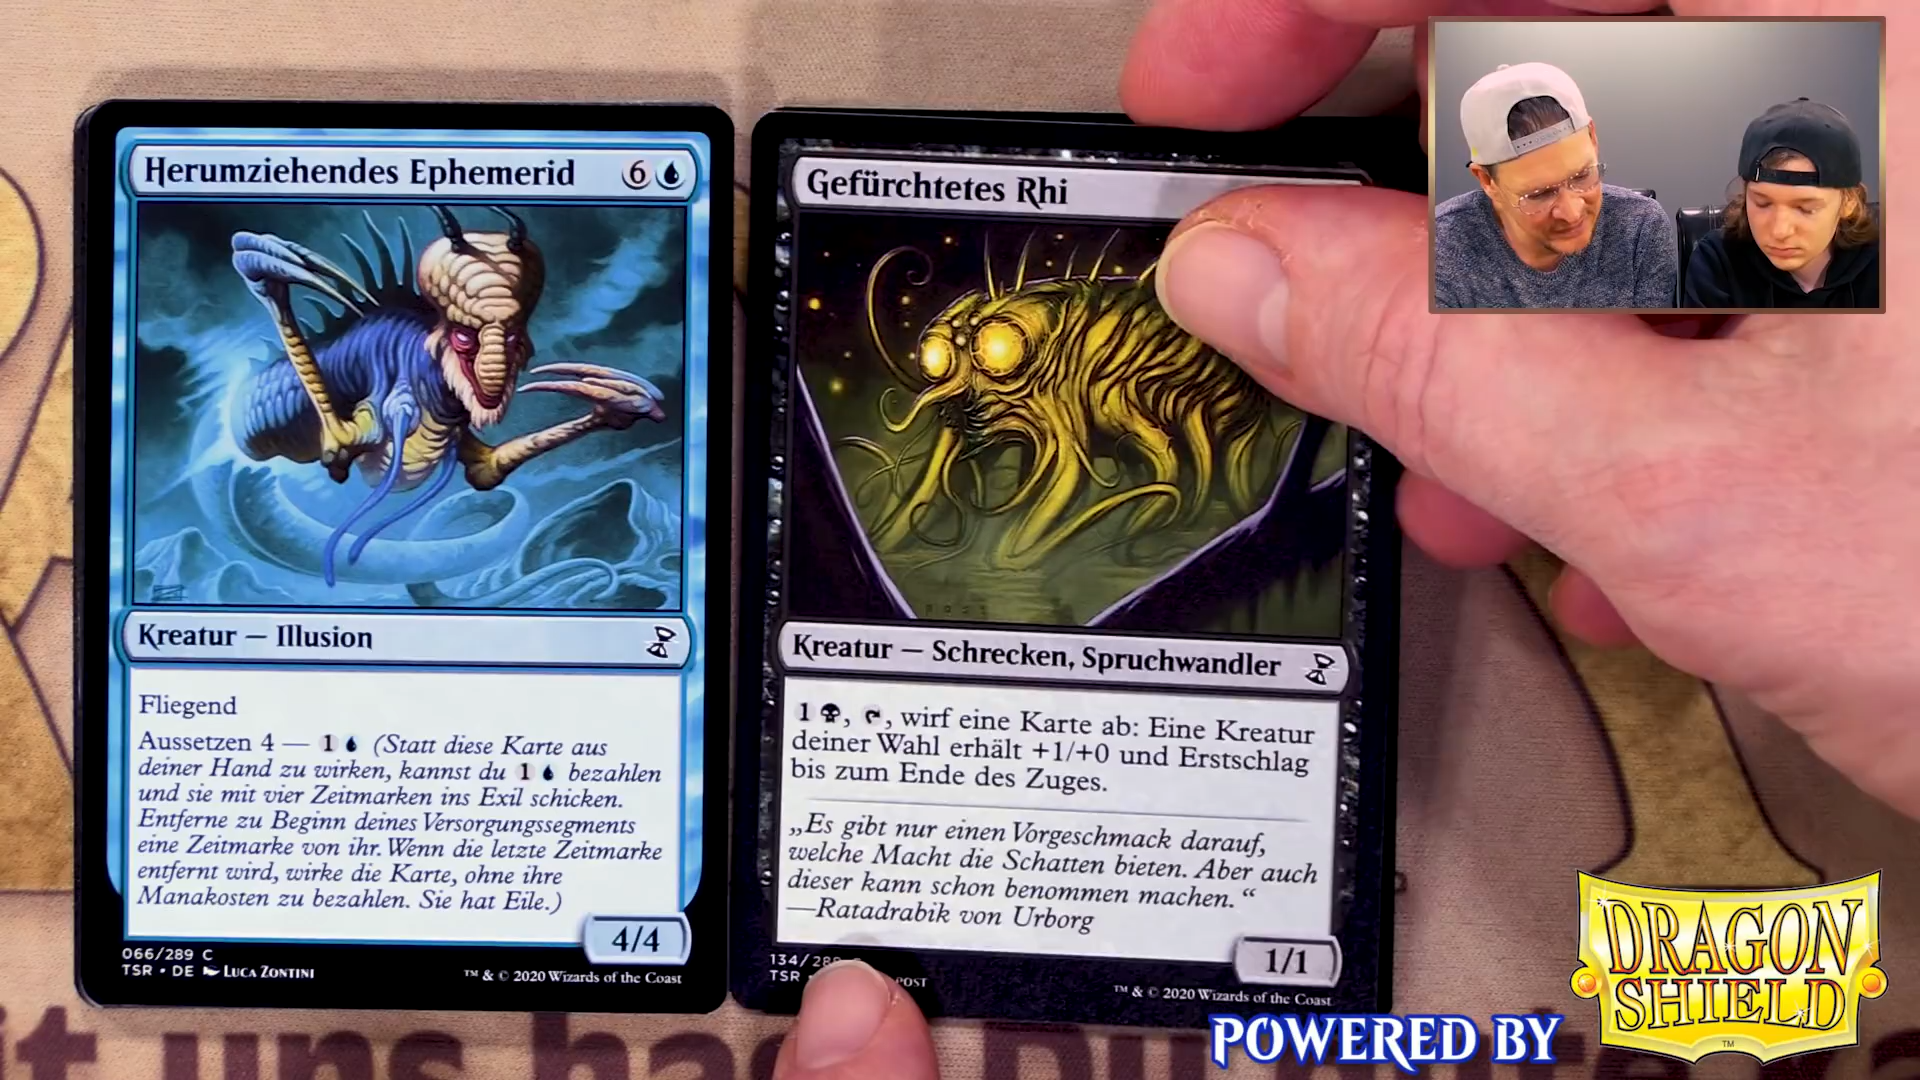 Herumziehendes Ephemerid 6
Kreatur — Illusion
Fliegend
Aussetzen 4 — 1 (Statt diese Karte aus
deiner Hand zu wirken, kannst du 1 bezahlen
und sie mit vier Zeitmarken ins Exil schicken.
Entferne zu Beginn deines Versorgungssegments
eine Zeitmarke von ihr. Wenn die letzte Zeitmarke
entfernt wird, wirke die Karte, ohne ihre
Manakosten zu bezahlen. Sie hat Eile.)
4/4
066/289 C
TSR • DE Luca Zontini
™ & © 2020 Wizards of the Coast
Gefürchtetes Rhi
Kreatur — Schrecken, Spruchwandler
1 , , wirf eine Karte ab: Eine Kreatur
deiner Wahl erhält +1/+0 und Erstschlag
bis zum Ende des Zuges.
„Es gibt nur einen Vorgeschmack darauf,
welche Macht die Schatten bieten. Aber auch
dieser kann schon benommen machen.“
—Ratadrabik von Urborg
1/1
134/289
TSR
POST
™ & © 2020 Wizards of the Coast
POWERED BY
DRAGON
SHIELD
™